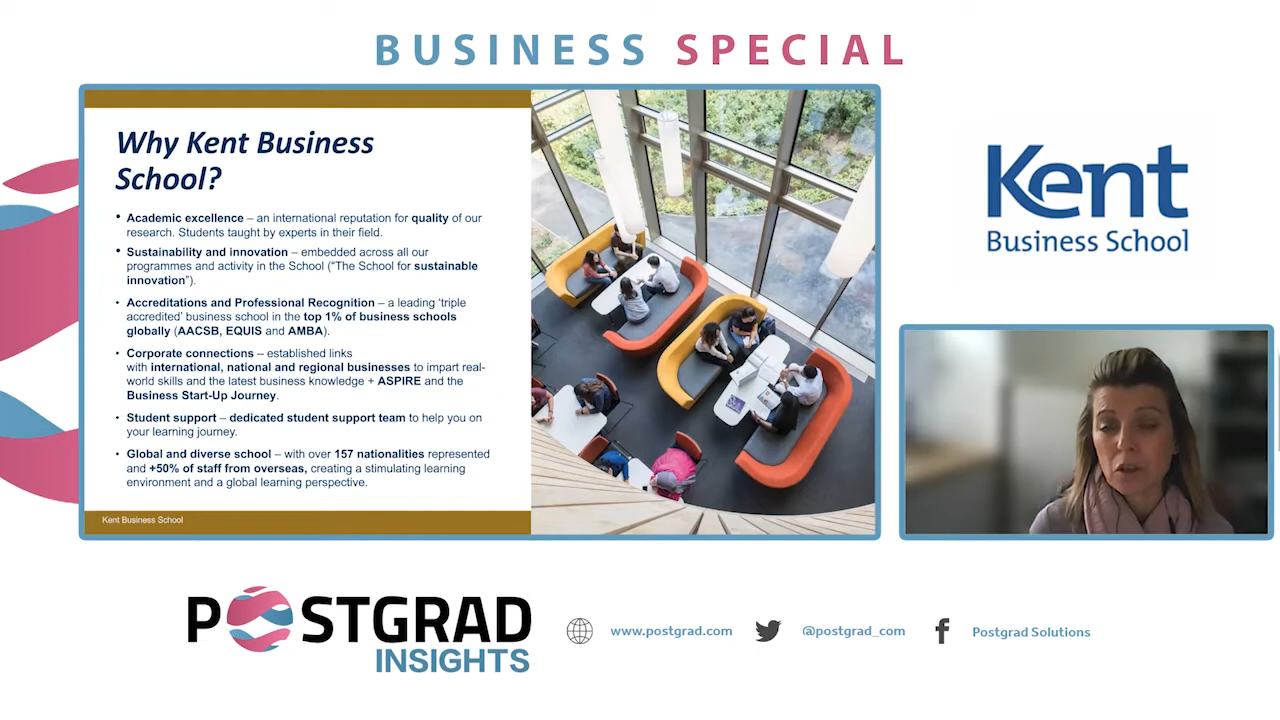 BUSINESS SPECIAL
Why Kent Business
School?
• Academic excellence – an international reputation for quality of our
research. Students taught by experts in their field.
• Sustainability and innovation – embedded across all our
programmes and activity in the School (“The School for sustainable
innovation”).
• Accreditations and Professional Recognition – a leading ‘triple
accredited’ business school in the top 1% of business schools
globally (AACSB, EQUIS and AMBA).
• Corporate connections – established links
with international, national and regional businesses to impart real-
world skills and the latest business knowledge + ASPIRE and the
Business Start-Up Journey.
• Student support – dedicated student support team to help you on
your learning journey.
• Global and diverse school – with over 157 nationalities represented
and +50% of staff from overseas, creating a stimulating learning
environment and a global learning perspective.
Kent Business School
Kent
Business School
POSTGRAD
INSIGHTS
www.postgrad.com
@postgrad_com
Postgrad Solutions